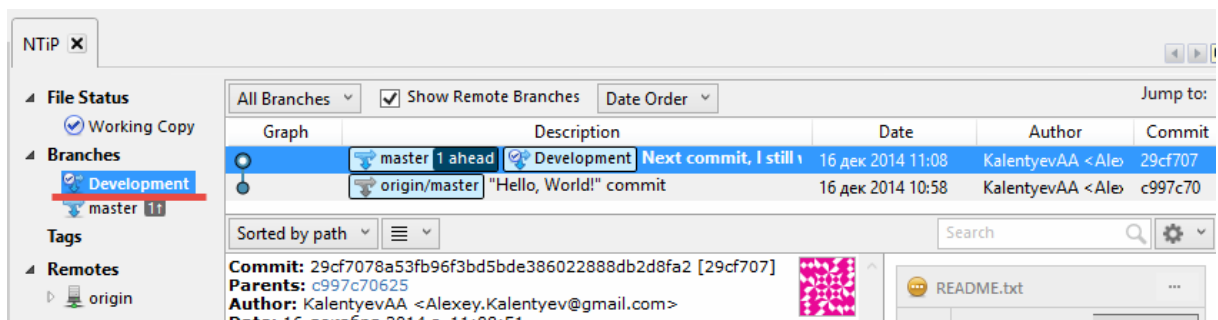 NTiP
File Status
Working Copy
Branches
Development
master 1↑
Tags
Remotes
origin
All Branches Show Remote Branches Date Order Jump to:
Graph Description Date Author Commit
master 1 ahead Development Next commit, I still 16 дек 2014 11:08 KalentyevAA <Ale 29cf707
origin/master "Hello, World!" commit 16 дек 2014 10:58 KalentyevAA <Ale c997c70
Sorted by path Search
Commit: 29cf7078a53fb96f3bd5bde386022888db2d8fa2 [29cf707]
Parents: c997c70625
Author: KalentyevAA <Alexey.Kalentyev@gmail.com>
README.txt ...